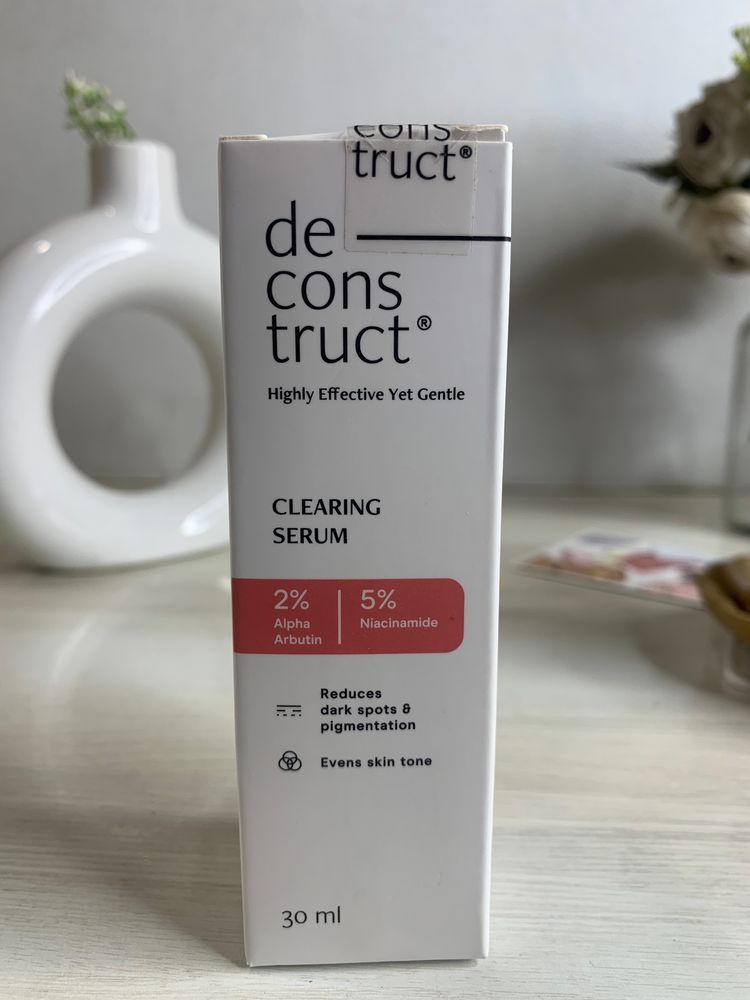 cons
truct®
de
cons
truct®
Highly Effective Yet Gentle
CLEARING
SERUM
2%
Alpha
Arbutin
5%
Niacinamide
Reduces
dark spots &
pigmentation
Evens skin tone
30 ml